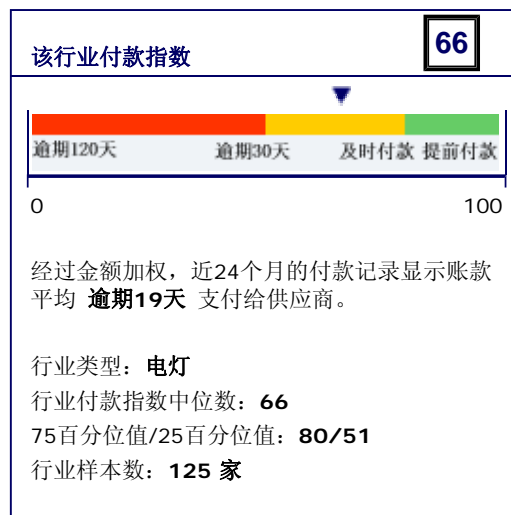 该行业付款指数 66
逾期120天 逾期30天 及时付款 提前付款
0 100
经过金额加权，近24个月的付款记录显示账款
平均 逾期19天 支付给供应商。
行业类型：电灯
行业付款指数中位数：66
75百分位值/25百分位值：80/51
行业样本数：125 家